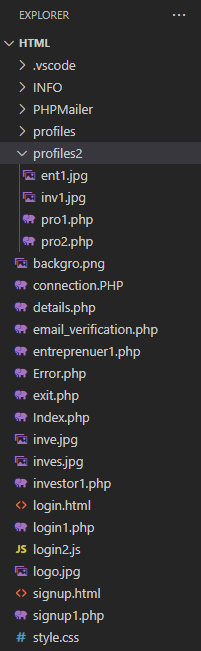 EXPLORER ...
HTML
.vscode
INFO
PHPMailer
profiles
profiles2
ent1.jpg
inv1.jpg
pro1.php
pro2.php
backgro.png
connection.PHP
details.php
email_verification.php
entreprenuer1.php
Error.php
exit.php
Index.php
inve.jpg
inves.jpg
investor1.php
<> login.html
login1.php
JS login2.js
logo.jpg
<> signup.html
signup1.php
# style.css